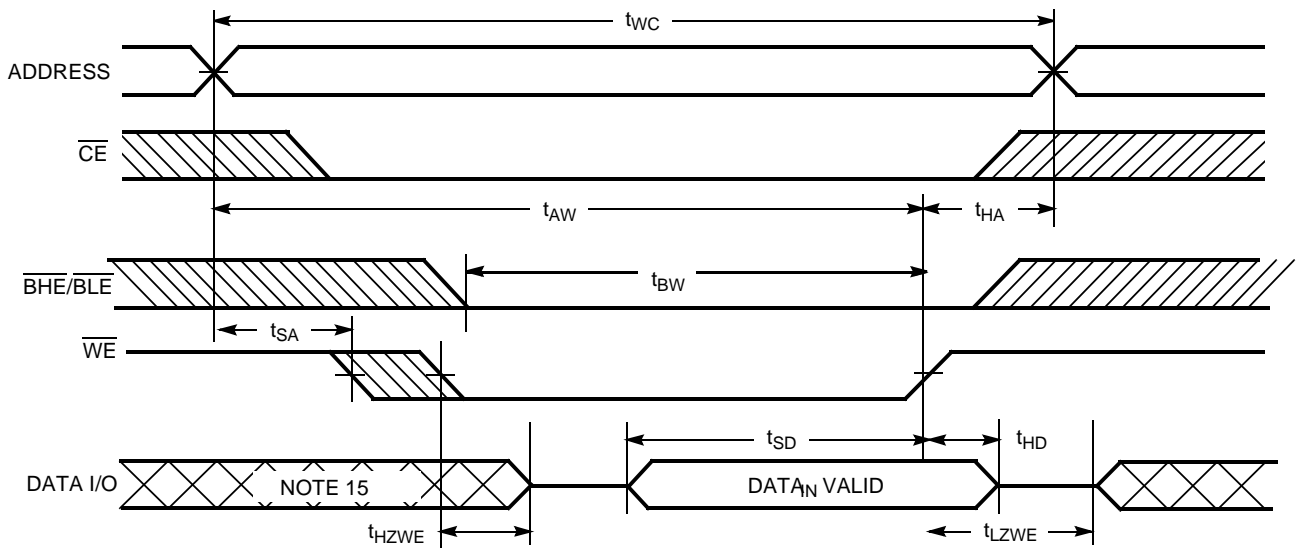 tWC
ADDRESS
CE
tAW
tHA
BHE/BLE
tBW
tSA
WE
tSD
tHD
DATA I/O
NOTE 15
DATAIN VALID
tHZWE
tLZWE